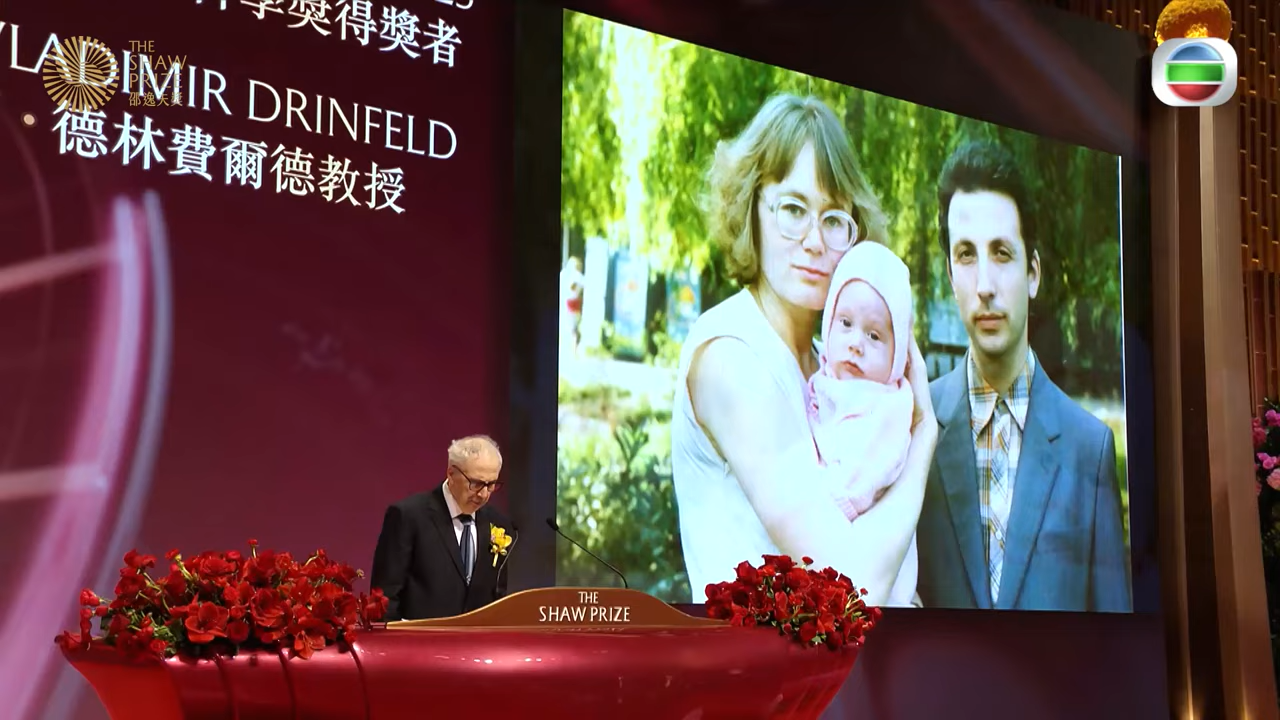 學獎得獎者
VLADIMIR DRINFELD
· 德林費爾德教授
THE
SHAW
PRIZE
邵逸夫獎
THE
SHAW PRIZE